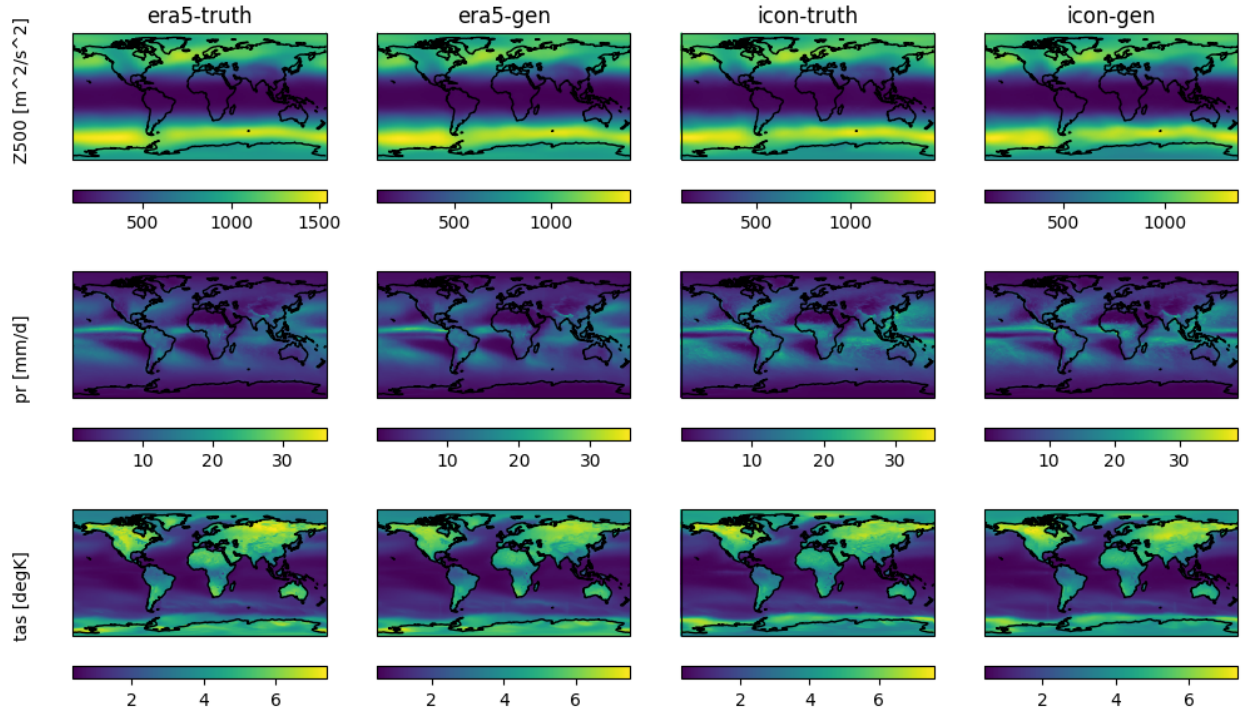 era5-truth era5-gen icon-truth icon-gen
Z500 [m^2/s^2]
500 1000 1500 500 1000 500 1000 500 1000
pr [mm/d]
10 20 30 10 20 30 10 20 30 10 20 30
tas [degK]
2 4 6 2 4 6 2 4 6 2 4 6